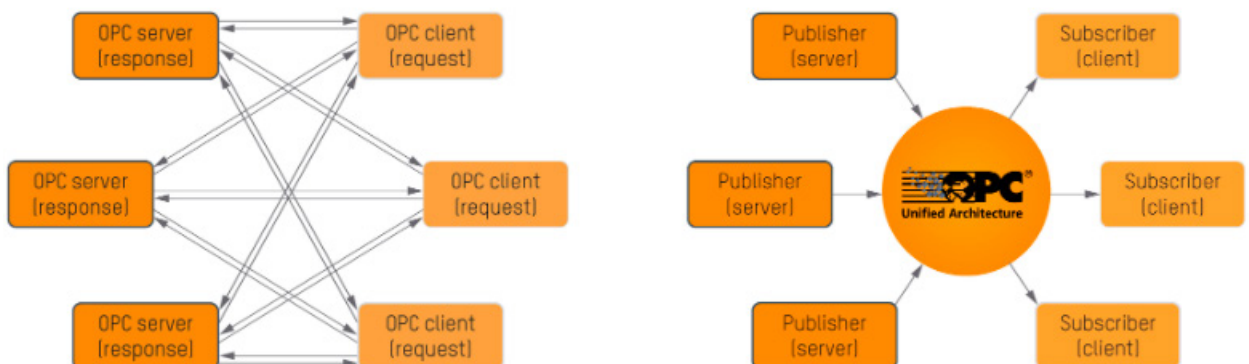 OPC server
(response)
OPC client
(request)
OPC server
(response)
OPC client
(request)
OPC server
(response)
OPC client
(request)
Publisher
(server)
Subscriber
(client)
Publisher
(server)
OPC®
Unified Architecture
Subscriber
(client)
Publisher
(server)
Subscriber
(client)